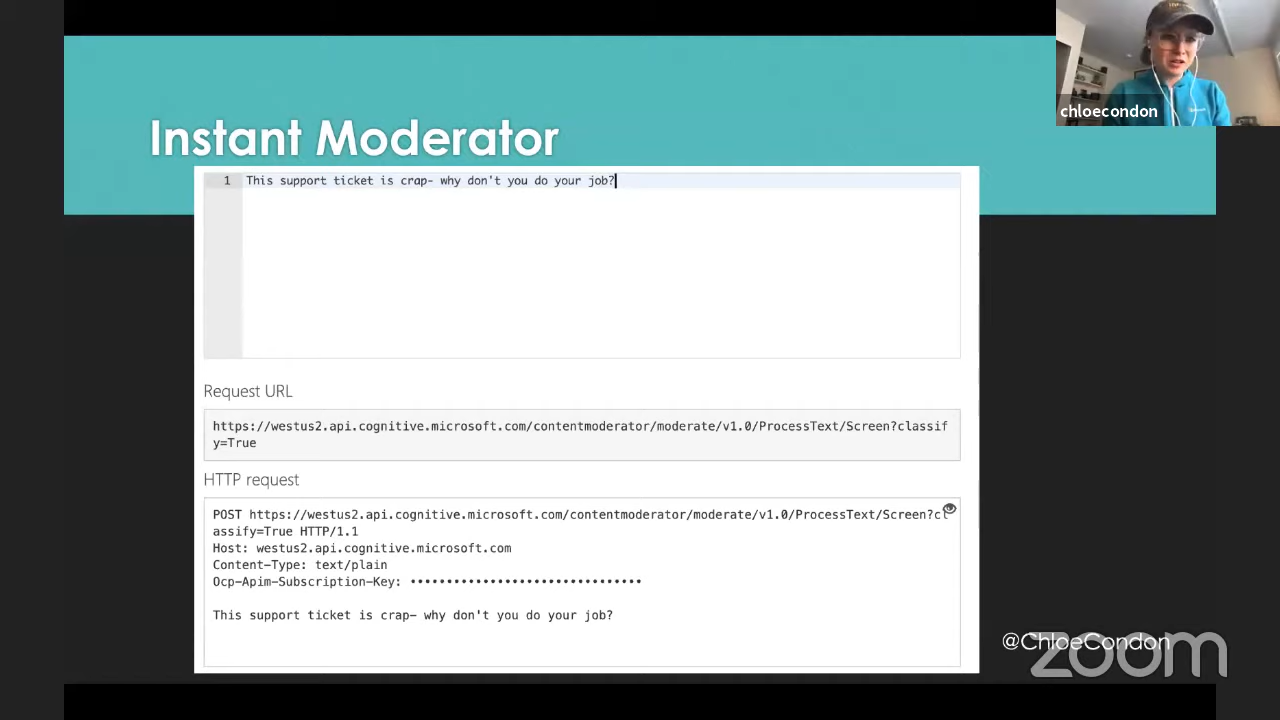 chloecondon
Instant Moderator
1 This support ticket is crap- why don't you do your job?
Request URL
https://westus2.api.cognitive.microsoft.com/contentmoderator/moderate/v1.0/ProcessText/Screen?classif
y=True
HTTP request
POST https://westus2.api.cognitive.microsoft.com/contentmoderator/moderate/v1.0/ProcessText/Screen?cl
assify=True HTTP/1.1
Host: westus2.api.cognitive.microsoft.com
Content-Type: text/plain
Ocp-Apim-Subscription-Key: ••••••••••••••••••••••••••••••••
This support ticket is crap- why don't you do your job?
@ChloeCondon
zoom